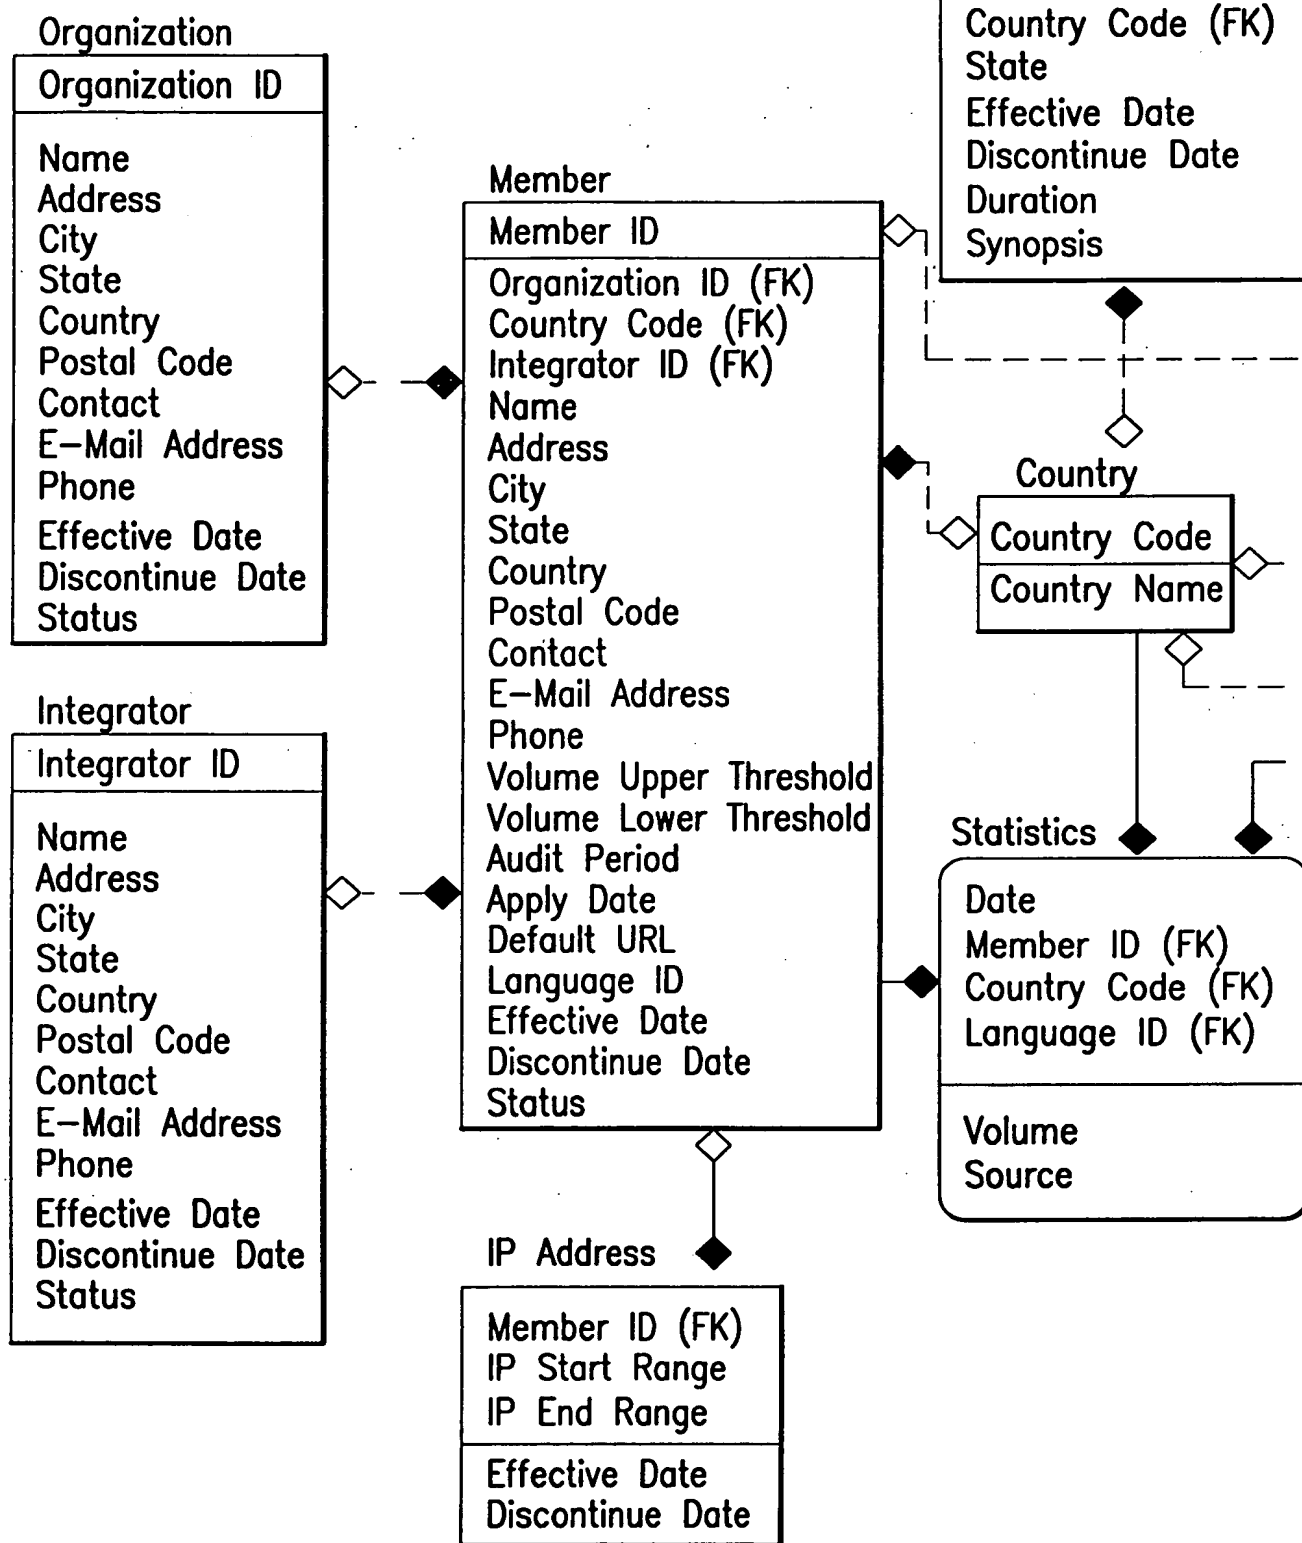 Organization
Organization ID
Name
Address
City
State
Country
Postal Code
Contact
E-Mail Address
Phone
Effective Date
Discontinue Date
Status
Integrator
Integrator ID
Name
Address
City
State
Country
Postal Code
Contact
E-Mail Address
Phone
Effective Date
Discontinue Date
Status
Member
Member ID
Organization ID (FK)
Country Code (FK)
Integrator ID (FK)
Name
Address
City
State
Country
Postal Code
Contact
E-Mail Address
Phone
Volume Upper Threshold
Volume Lower Threshold
Audit Period
Apply Date
Default URL
Language ID
Effective Date
Discontinue Date
Status
IP Address
Member ID (FK)
IP Start Range
IP End Range
Effective Date
Discontinue Date
Country Code (FK)
State
Effective Date
Discontinue Date
Duration
Synopsis
Country
Country Code
Country Name
Statistics
Date
Member ID (FK)
Country Code (FK)
Language ID (FK)
Volume
Source